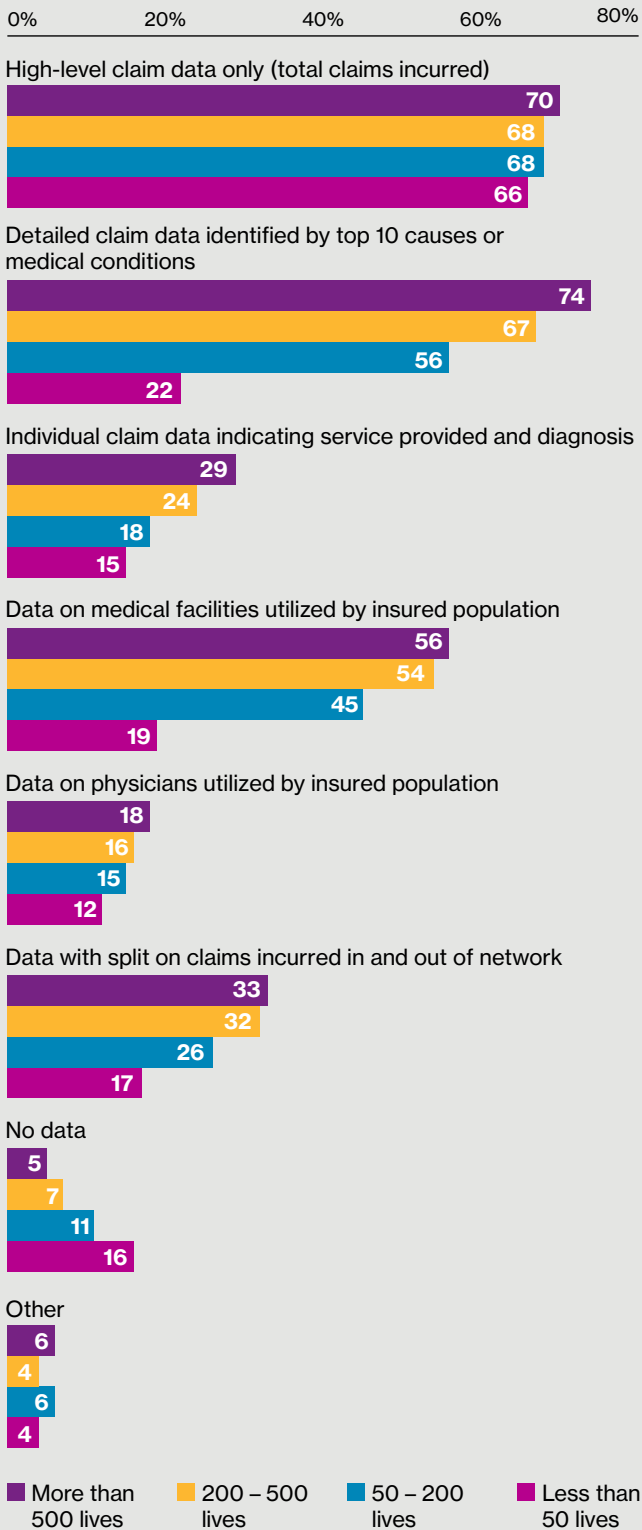 0% 20% 40% 60% 80%
High-level claim data only (total claims incurred)
70
68
68
66
Detailed claim data identified by top 10 causes or
medical conditions
74
67
56
22
Individual claim data indicating service provided and diagnosis
29
24
18
15
Data on medical facilities utilized by insured population
56
54
45
19
Data on physicians utilized by insured population
18
16
15
12
Data with split on claims incurred in and out of network
33
32
26
17
No data
5
7
11
16
Other
6
4
6
4
More than 200 – 500 50 – 200 Less than
500 lives lives lives 50 lives